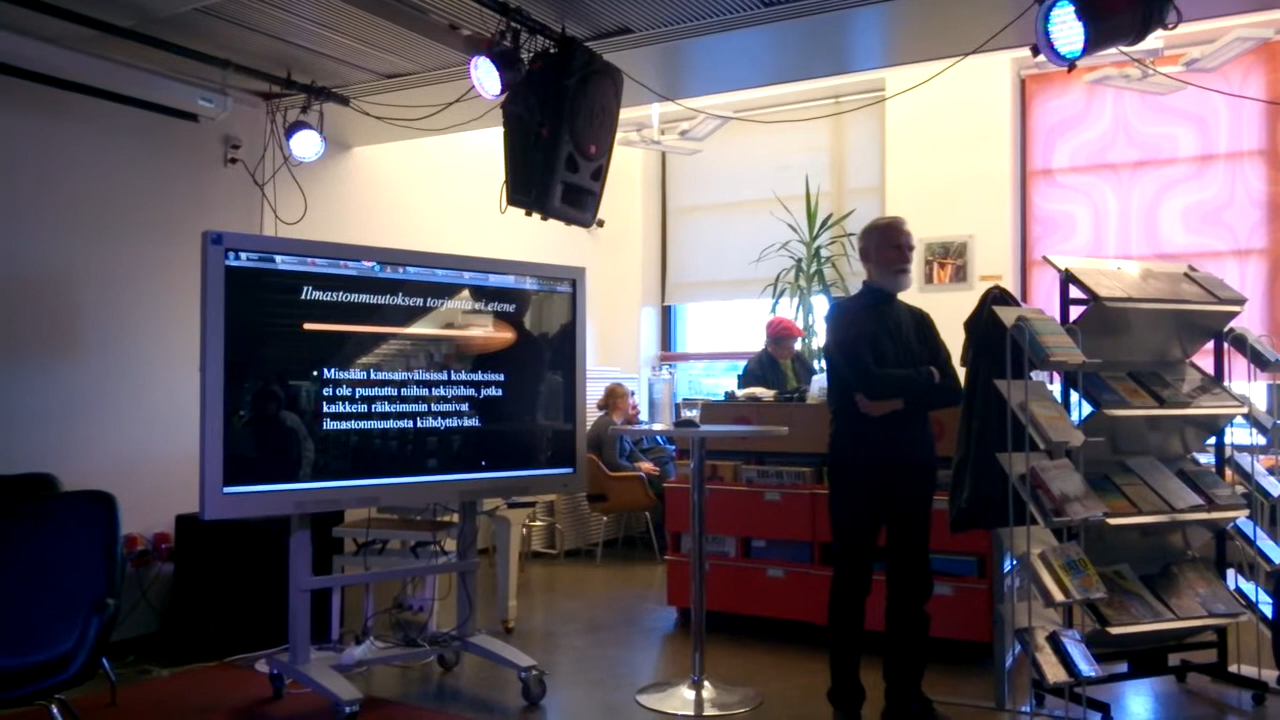 Ilmastonmuutoksen torjunta ei etene
• Missään kansainvälisissä kokouksissa
ei ole puututtu niihin tekijöihin, jotka
kaikkein räikeimmin toimivat
ilmastonmuutosta kiihdyttävästi.